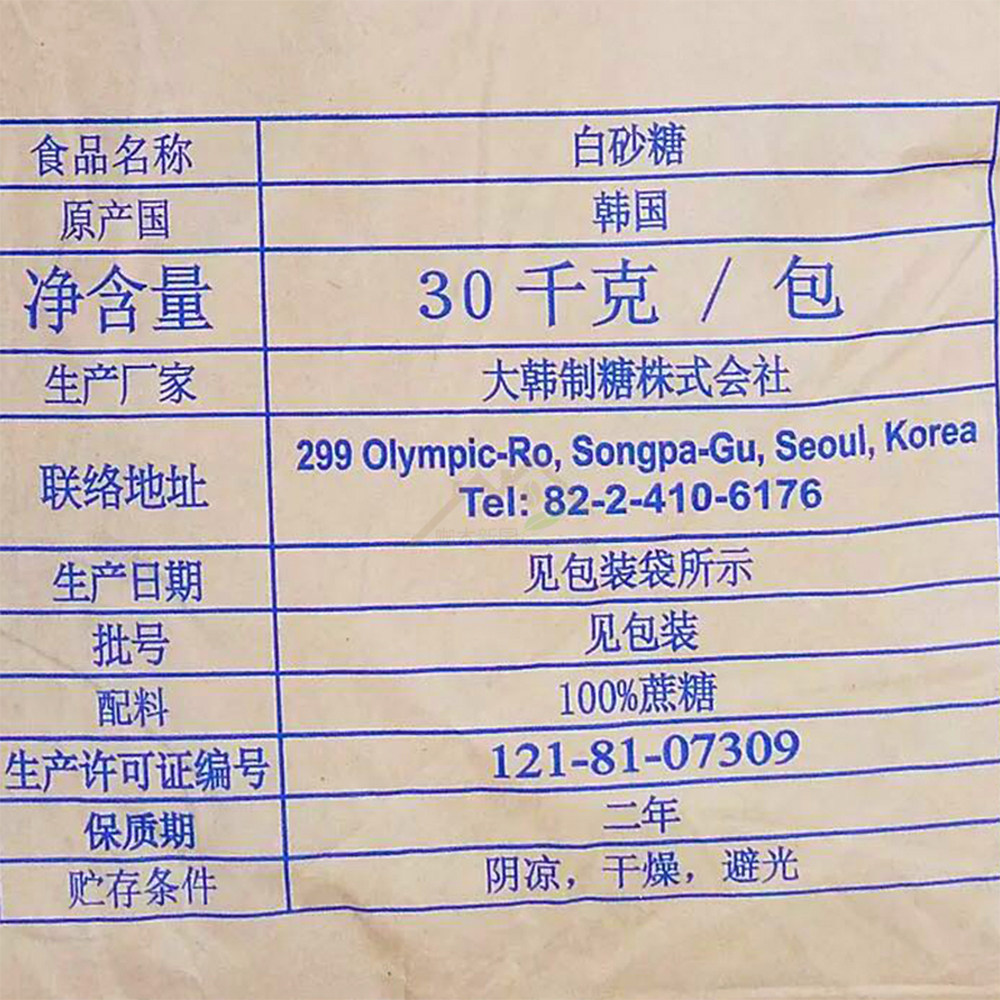 食品名称 白砂糖
原产国 韩国
净含量 30千克 / 包
生产厂家 大韩制糖株式会社
联络地址 299 Olympic-Ro, Songpa-Gu, Seoul, Korea
Tel: 82-2-410-6176
生产日期 见包装袋所示
批号 见包装
配料 100%蔗糖
生产许可证编号 121-81-07309
保质期 二年
贮存条件 阴凉，干燥，避光